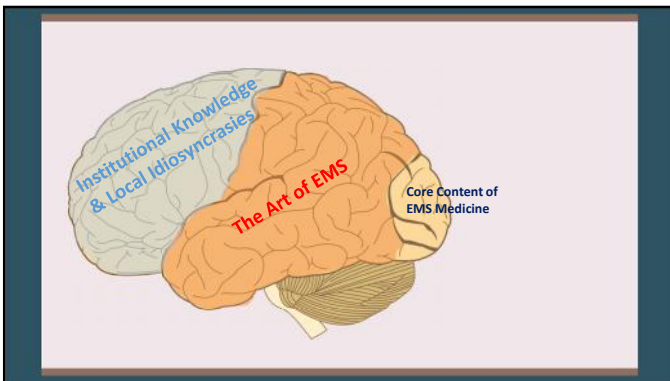 Institutional Knowledge
& Local Idiosyncrasies
The Art of EMS
Core Content of
EMS Medicine